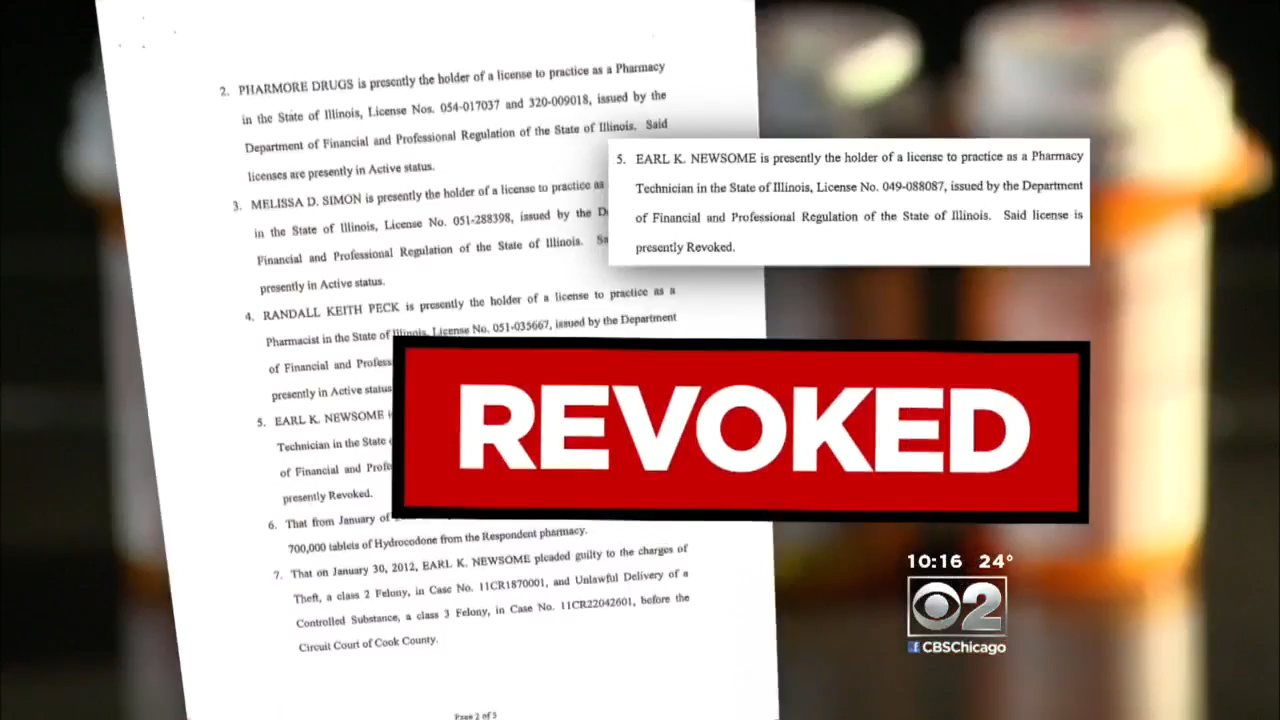 2. PHARMORE DRUGS is presently the holder of a license to practice as a Pharmacy
in the State of Illinois, License Nos. 054-017037 and 320-009018, issued by the
Department of Financial and Professional Regulation of the State of Illinois. Said
licenses are presently in Active status.
3. MELISSA D. SIMON is presently the holder of a license to practice as
in the State of Illinois, License No. 051-288398, issued by the
Financial and Professional Regulation of the State of Illinois.
presently in Active status.
4. RANDALL KEITH PECK is presently the holder of a license to practice as a
Pharmacist in the State of Illinois, License No. 051-035667, issued by the Department
of Financial and
presently in Active status
5. EARL K. NEWSOME
Technician in the State
of Financial and
presently Revoked.
6. That from January of
700,000 tablets of Hydrocodone from the Respondent pharmacy.
7. That on January 30, 2012, EARL K. NEWSOME pleaded guilty to the charges of
Theft, a class 2 Felony, in Case No. 11CR1870001, and Unlawful Delivery of a
Controlled Substance, a class 3 Felony, in Case No. 11CR22042601, before the
Circuit Court of Cook County.
Page 2 of 5
5. EARL K. NEWSOME is presently the holder of a license to practice as a Pharmacy
Technician in the State of Illinois, License No. 049-088087, issued by the Department
of Financial and Professional Regulation of the State of Illinois. Said license is
presently Revoked.
REVOKED
10:16 24°
2
f CBSChicago